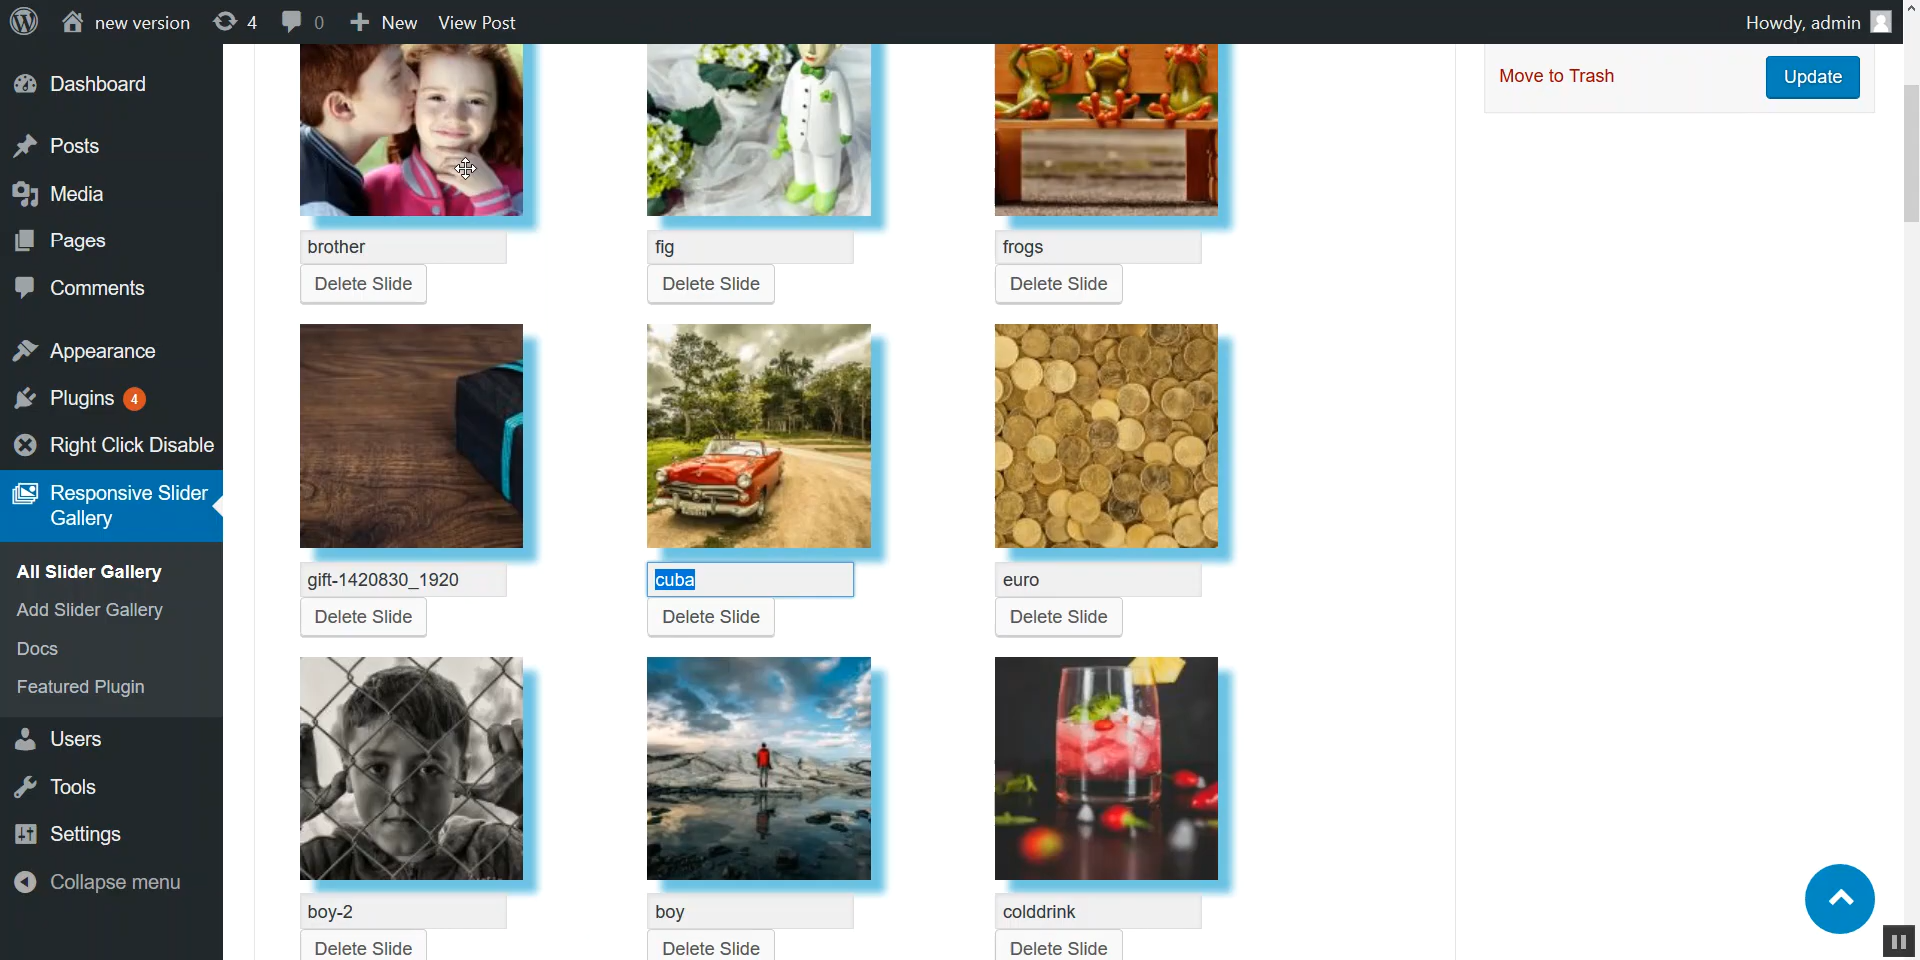 new version 4 0 New View Post Howdy, admin
Dashboard
Posts
Media
Pages
Comments
Appearance
Plugins 4
Right Click Disable
Responsive Slider
Gallery
All Slider Gallery
Add Slider Gallery
Docs
Featured Plugin
Users
Tools
Settings
Collapse menu
Move to Trash Update
brother fig frogs
Delete Slide Delete Slide Delete Slide
gift-1420830_1920 cuba euro
Delete Slide Delete Slide Delete Slide
boy-2 boy colddrink
Delete Slide Delete Slide Delete Slide